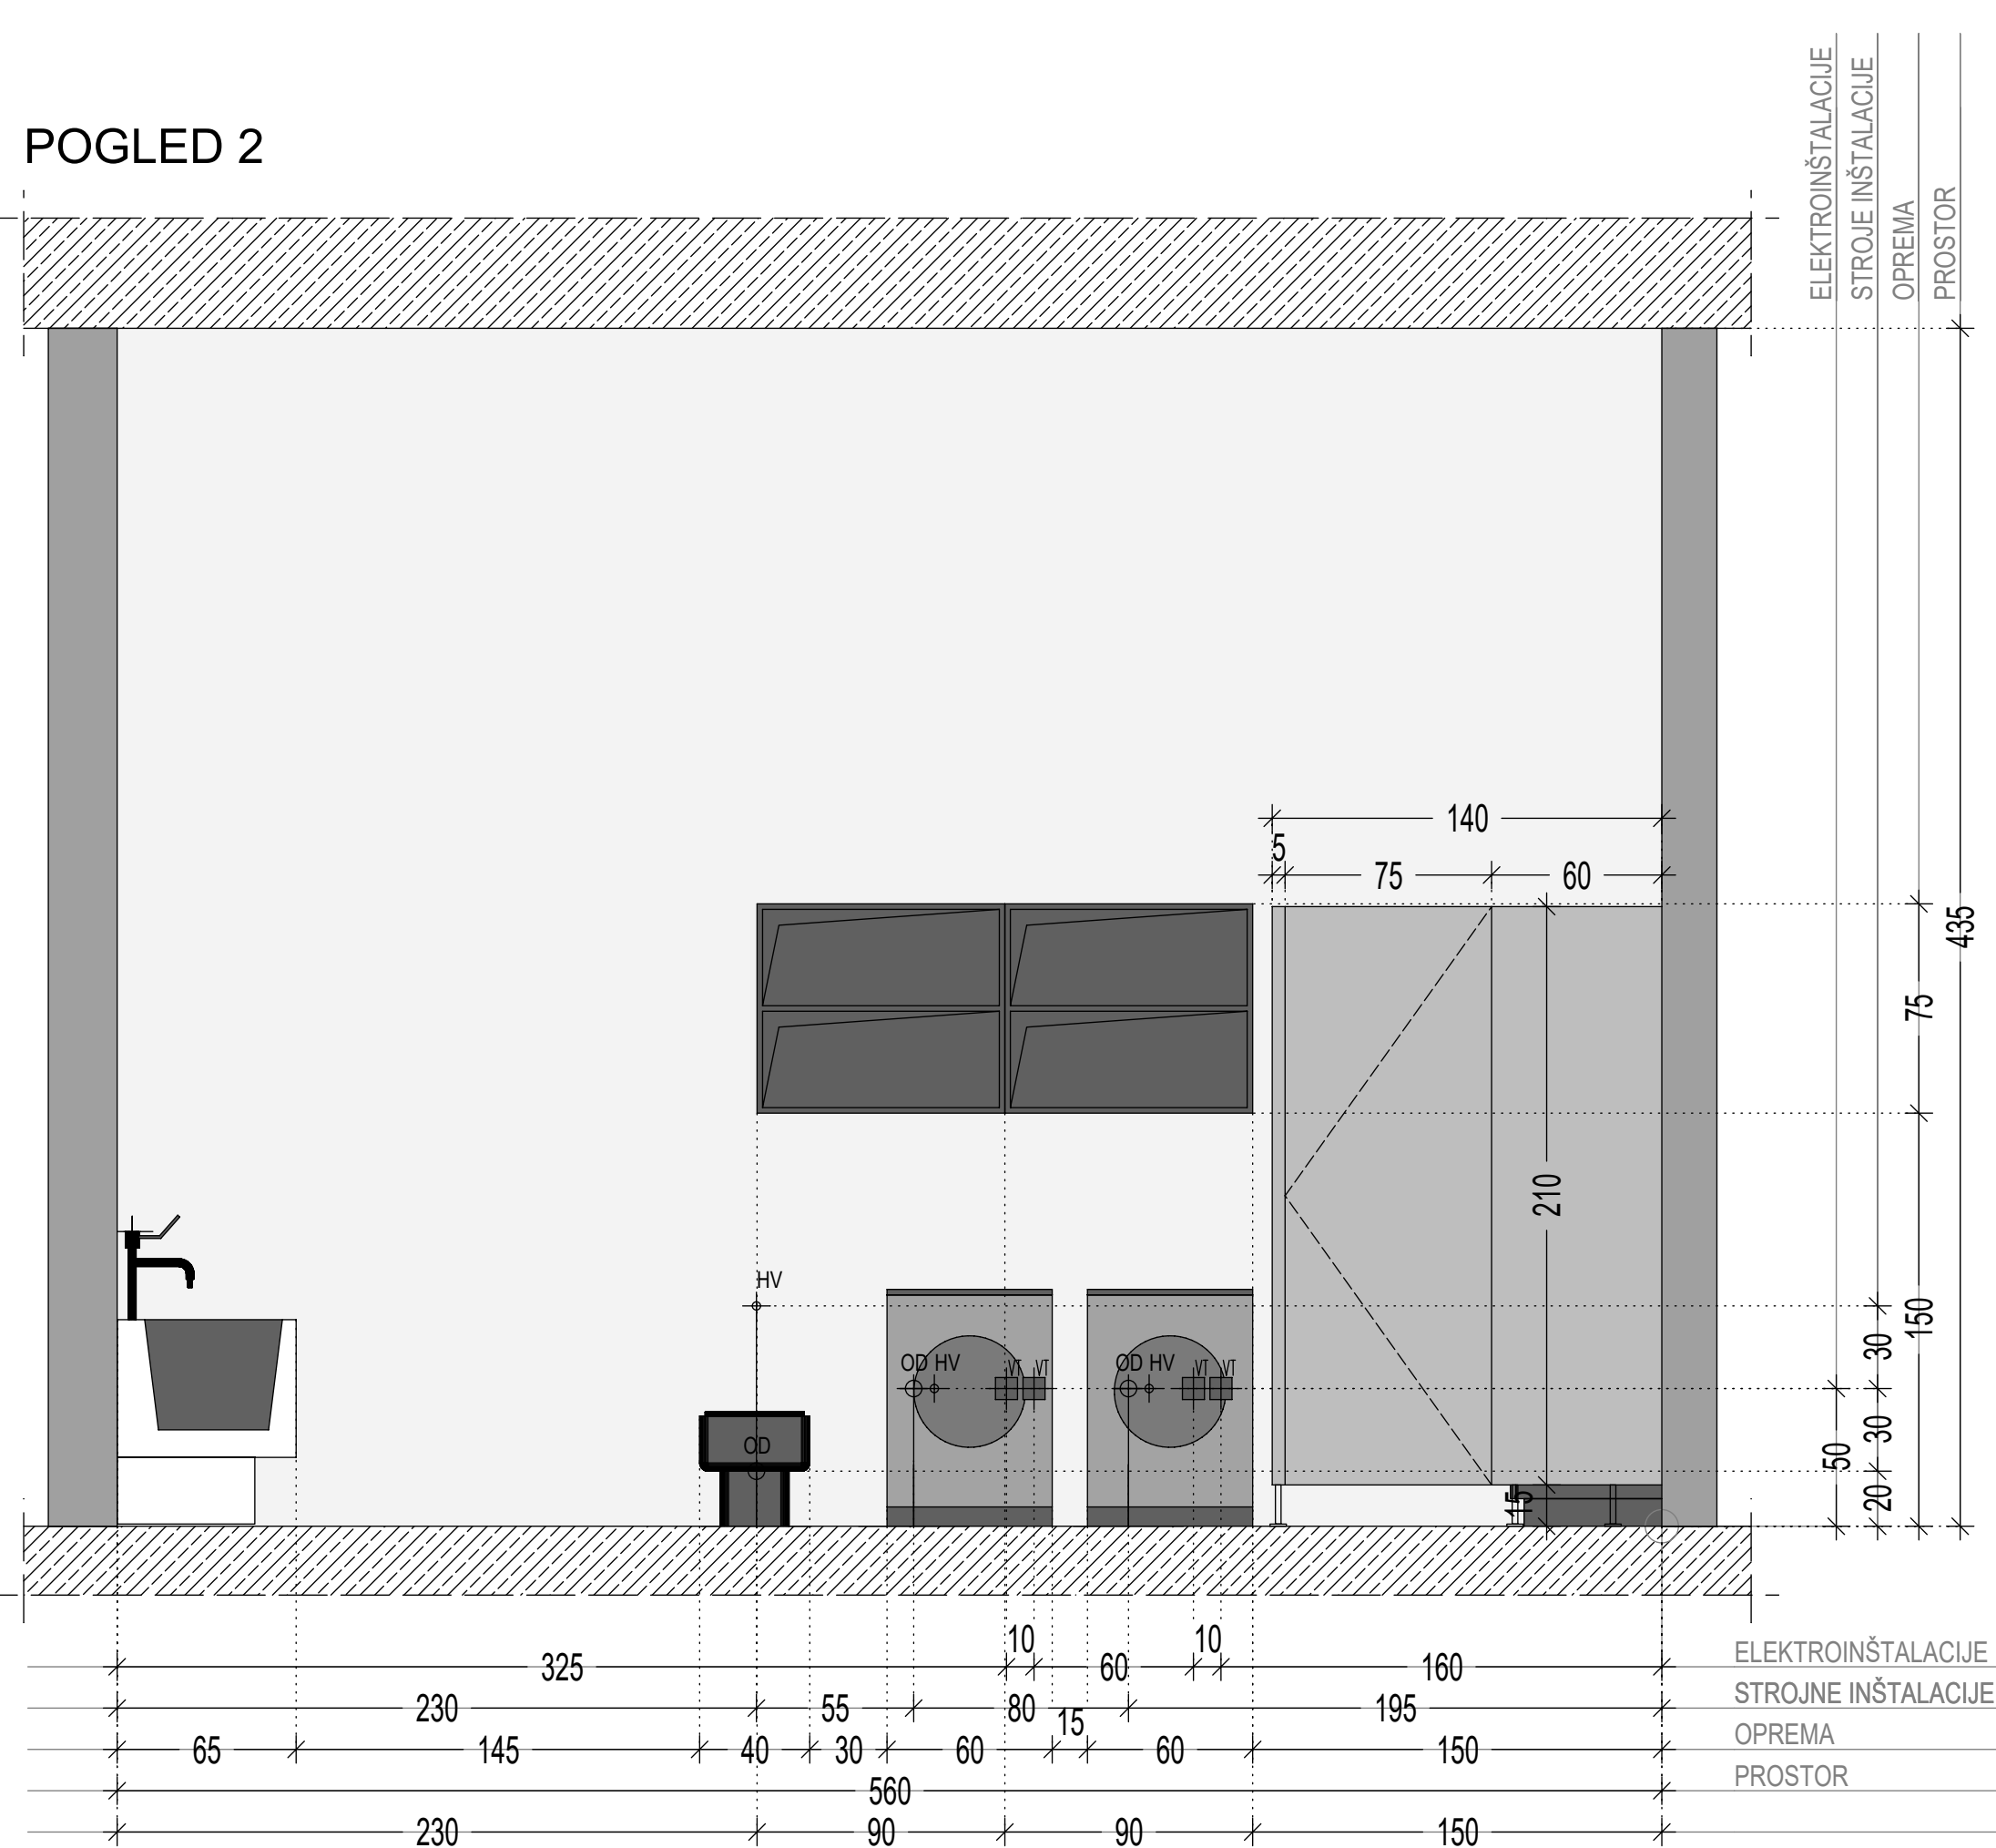 ELEKTROINŠTALACIJE
STROJE INŠTALACIJE
OPREMA
PROSTOR
POGLED 2
140
5
75
60
435
75
210
150
HV
30
OD HV
VT
VT
OD HV
VT
VT
OD
30
50
20
15
10
10
325
60
160
ELEKTROINŠTALACIJE
230
55
80
195
STROJNE INŠTALACIJE
15
65
145
40
30
60
60
150
OPREMA
560
PROSTOR
230
90
90
150